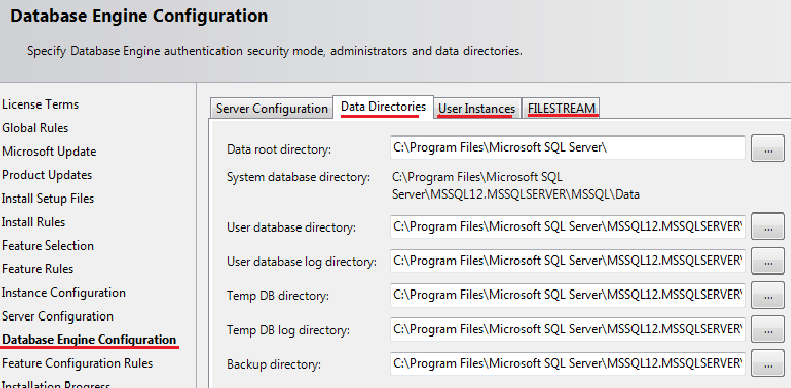 Database Engine Configuration
Specify Database Engine authentication security mode, administrators and data directories.
License Terms
Global Rules
Microsoft Update
Product Updates
Install Setup Files
Install Rules
Feature Selection
Feature Rules
Instance Configuration
Server Configuration
Database Engine Configuration
Feature Configuration Rules
Installation Progress
Server Configuration Data Directories User Instances FILESTREAM
Data root directory: C:\Program Files\Microsoft SQL Server\ ...
System database directory: C:\Program Files\Microsoft SQL
Server\MSSQL12.MSSQLSERVER\MSSQL\Data
User database directory: C:\Program Files\Microsoft SQL Server\MSSQL12.MSSQLSERVER\ ...
User database log directory: C:\Program Files\Microsoft SQL Server\MSSQL12.MSSQLSERVER\ ...
Temp DB directory: C:\Program Files\Microsoft SQL Server\MSSQL12.MSSQLSERVER\ ...
Temp DB log directory: C:\Program Files\Microsoft SQL Server\MSSQL12.MSSQLSERVER\ ...
Backup directory: C:\Program Files\Microsoft SQL Server\MSSQL12.MSSQLSERVER\ ...